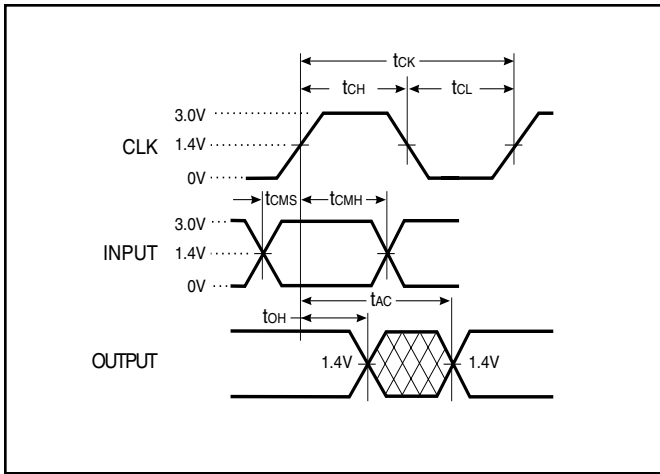 tCK
tCH tCL
3.0V
CLK 1.4V
0V
tCMS tCMH
3.0V
INPUT 1.4V
0V
tAC
tOH
OUTPUT 1.4V 1.4V